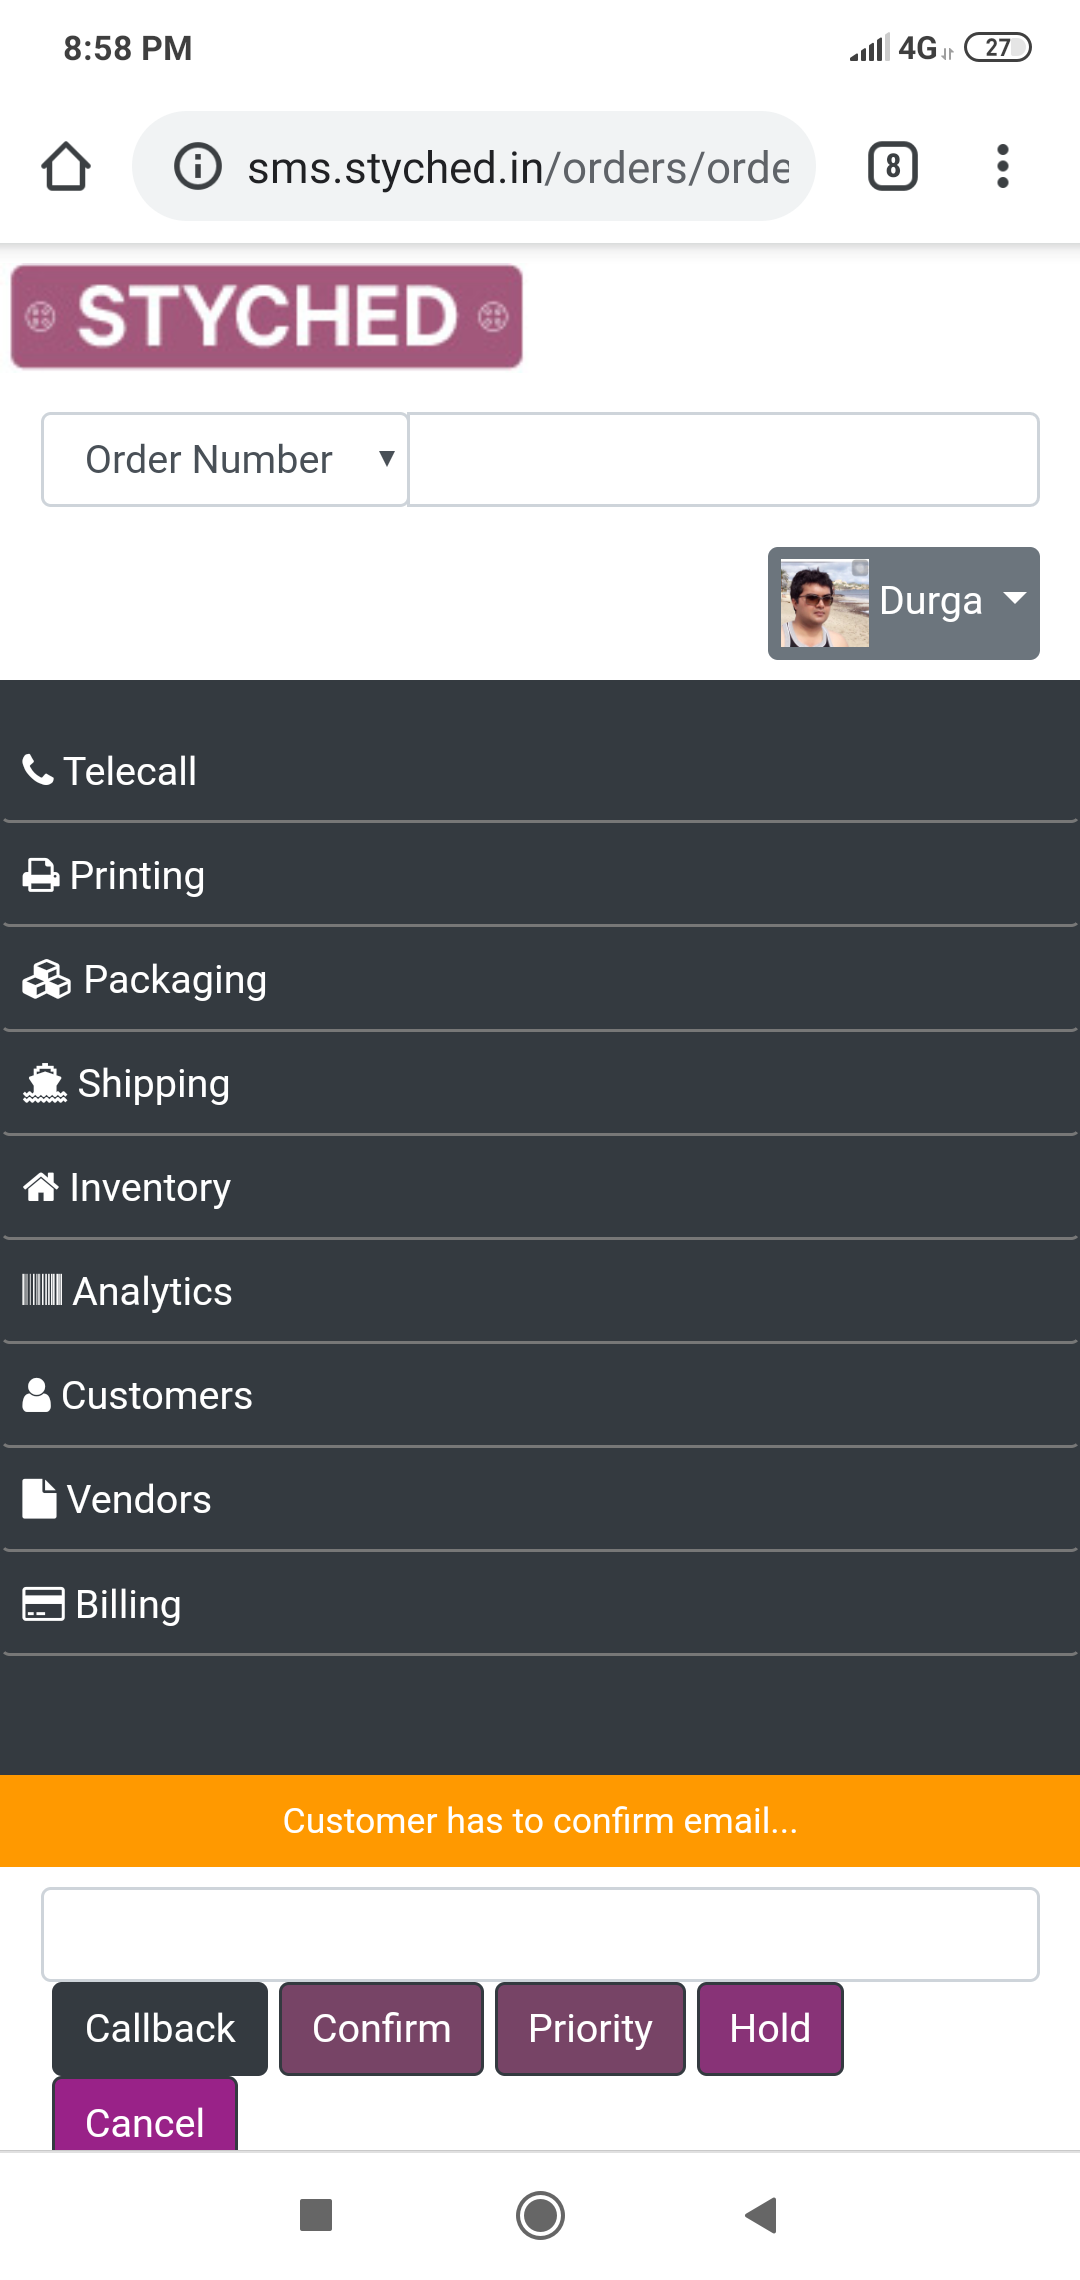 8:58 PM 4G 27
sms.styched.in/orders/orde 8
STYCHED
Order Number
Durga
Telecall
Printing
Packaging
Shipping
Inventory
Analytics
Customers
Vendors
Billing
Customer has to confirm email...
Callback Confirm Priority Hold
Cancel